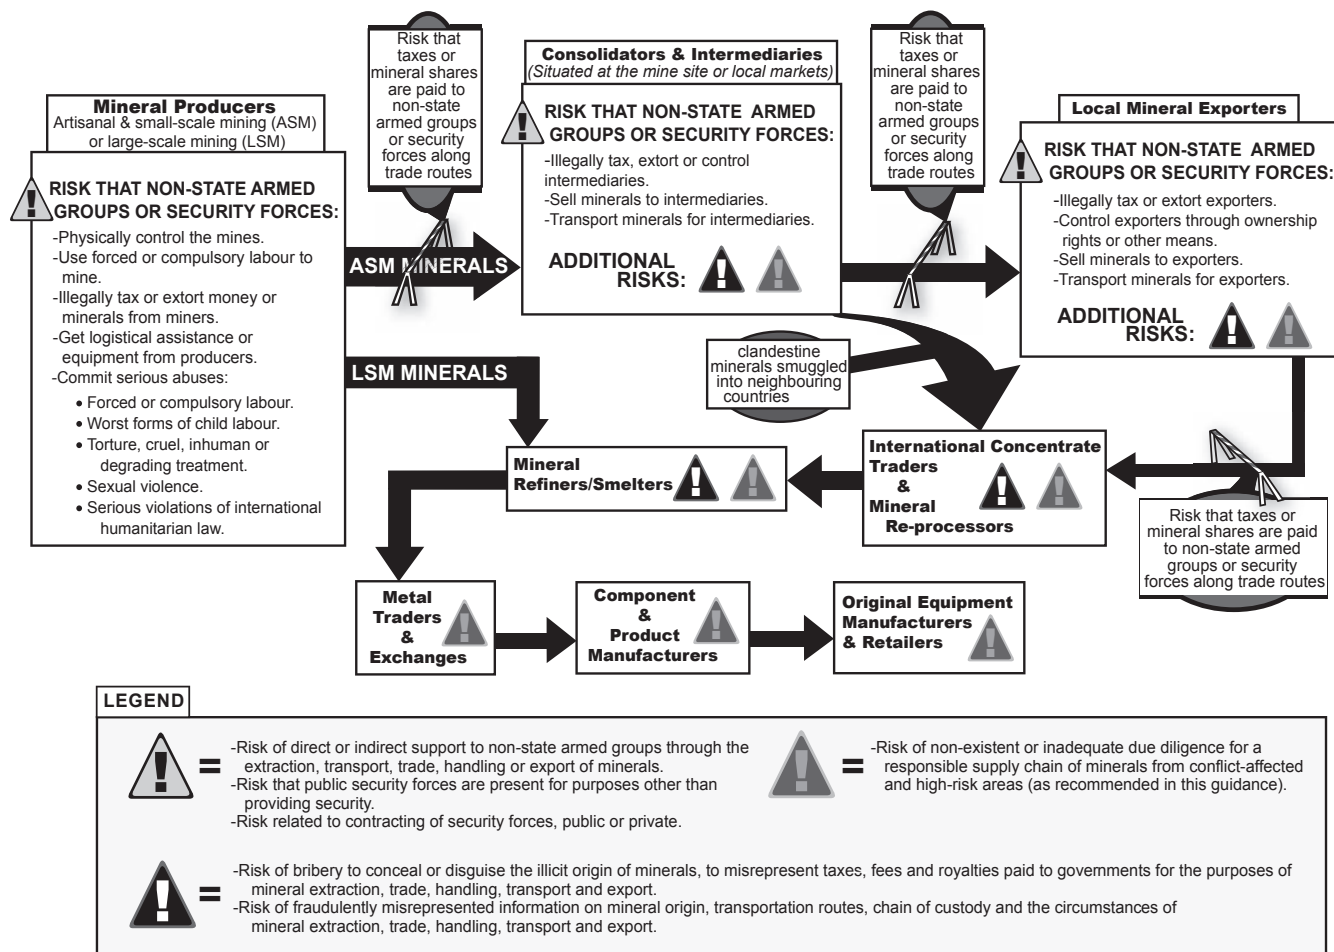 Risk that
taxes or
mineral shares
are paid to
non-state
armed groups
or security
forces along
trade routes
Consolidators & Intermediaries
(Situated at the mine site or local markets)
RISK THAT NON-STATE ARMED
GROUPS OR SECURITY FORCES:
-Illegally tax, extort or control
intermediaries.
-Sell minerals to intermediaries.
-Transport minerals for intermediaries.
ADDITIONAL
RISKS:
Risk that
taxes or
mineral shares
are paid to
non-state
armed groups
or security
forces along
trade routes
Mineral Producers
Artisanal & small-scale mining (ASM)
or large-scale mining (LSM)
RISK THAT NON-STATE ARMED
GROUPS OR SECURITY FORCES:
-Physically control the mines.
-Use forced or compulsory labour to
mine.
-Illegally tax or extort money or
minerals from miners.
-Get logistical assistance or
equipment from producers.
-Commit serious abuses:
• Forced or compulsory labour.
• Worst forms of child labour.
• Torture, cruel, inhuman or
degrading treatment.
• Sexual violence.
• Serious violations of international
humanitarian law.
Local Mineral Exporters
RISK THAT NON-STATE ARMED
GROUPS OR SECURITY FORCES:
-Illegally tax or extort exporters.
-Control exporters through ownership
rights or other means.
-Sell minerals to exporters.
-Transport minerals for exporters.
ADDITIONAL
RISKS:
ASM MINERALS
LSM MINERALS
clandestine
minerals smuggled
into neighbouring
countries
Mineral
Refiners/Smelters
International Concentrate
Traders
&
Mineral
Re-processors
Risk that taxes or
mineral shares are paid
to non-state armed
groups or security
forces along trade routes
Metal
Traders
&
Exchanges
Component
&
Product
Manufacturers
Original Equipment
Manufacturers
& Retailers
LEGEND
=
-Risk of direct or indirect support to non-state armed groups through the
extraction, transport, trade, handling or export of minerals.
-Risk that public security forces are present for purposes other than
providing security.
-Risk related to contracting of security forces, public or private.
=
-Risk of non-existent or inadequate due diligence for a
responsible supply chain of minerals from conflict-affected
and high-risk areas (as recommended in this guidance).
=
-Risk of bribery to conceal or disguise the illicit origin of minerals, to misrepresent taxes, fees and royalties paid to governments for the purposes of
mineral extraction, trade, handling, transport and export.
-Risk of fraudulently misrepresented information on mineral origin, transportation routes, chain of custody and the circumstances of
mineral extraction, trade, handling, transport and export.